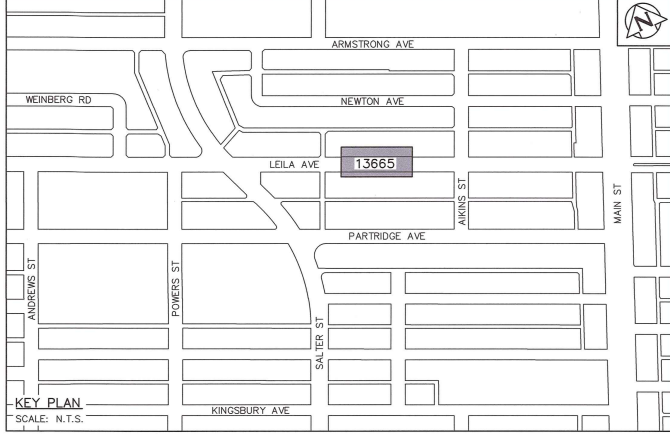 N
ARMSTRONG AVE
WEINBERG RD
NEWTON AVE
LEILA AVE
13665
AIKINS ST
MAIN ST
PARTRIDGE AVE
ANDREWS ST
POWERS ST
SALTER ST
KEY PLAN
SCALE: N.T.S.
KINGSBURY AVE